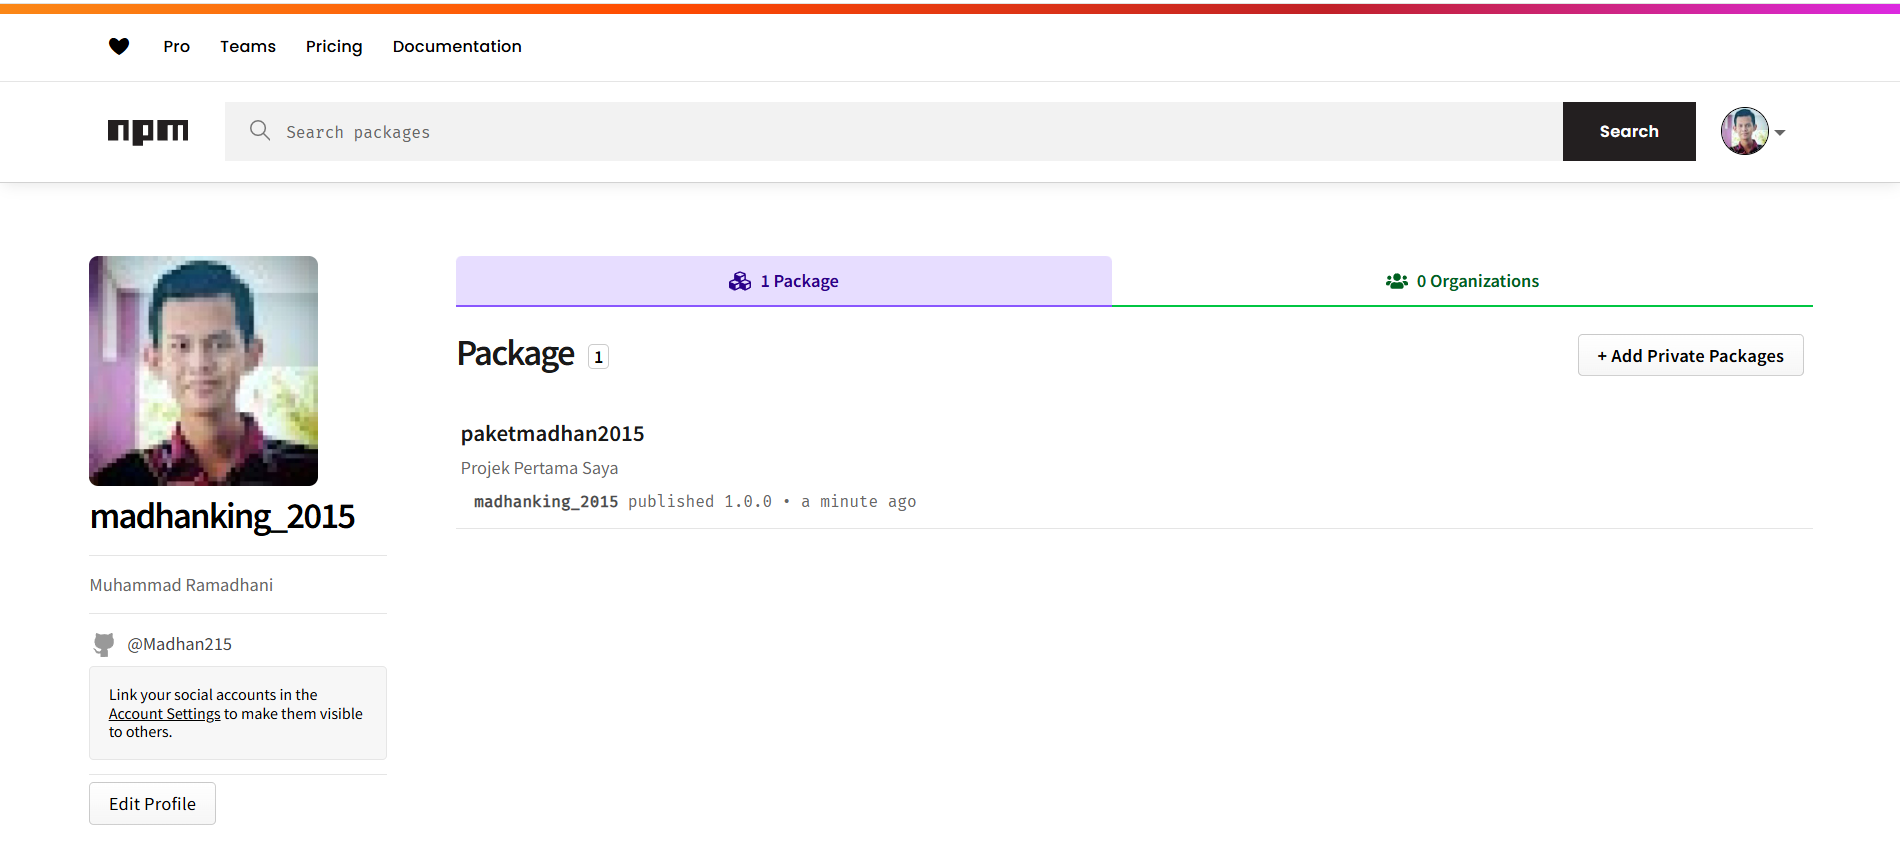 Pro Teams Pricing Documentation
npm Search packages Search
1 Package 0 Organizations
Package 1 + Add Private Packages
paketmadhan2015
Projek Pertama Saya
madhanking_2015 published 1.0.0 • a minute ago
madhanking_2015
Muhammad Ramadhani
@Madhan215
Link your social accounts in the
Account Settings to make them visible
to others.
Edit Profile